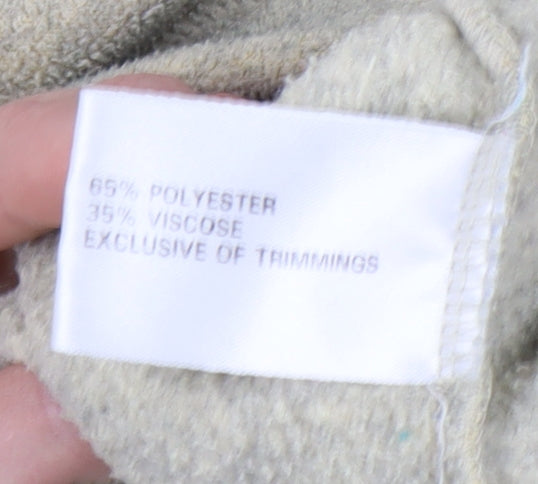 65% POLYESTER
35% VISCOSE
EXCLUSIVE OF TRIMMINGS